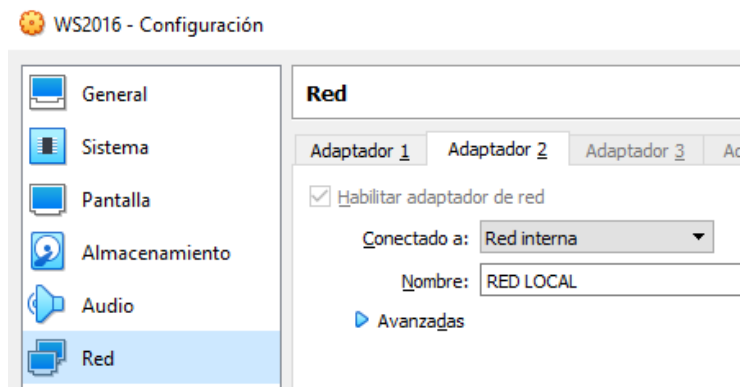 WS2016 - Configuración
General
Sistema
Pantalla
Almacenamiento
Audio
Red
Red
Adaptador 1 Adaptador 2 Adaptador 3
Habilitar adaptador de red
Conectado a: Red interna
Nombre: RED LOCAL
Avanzadas